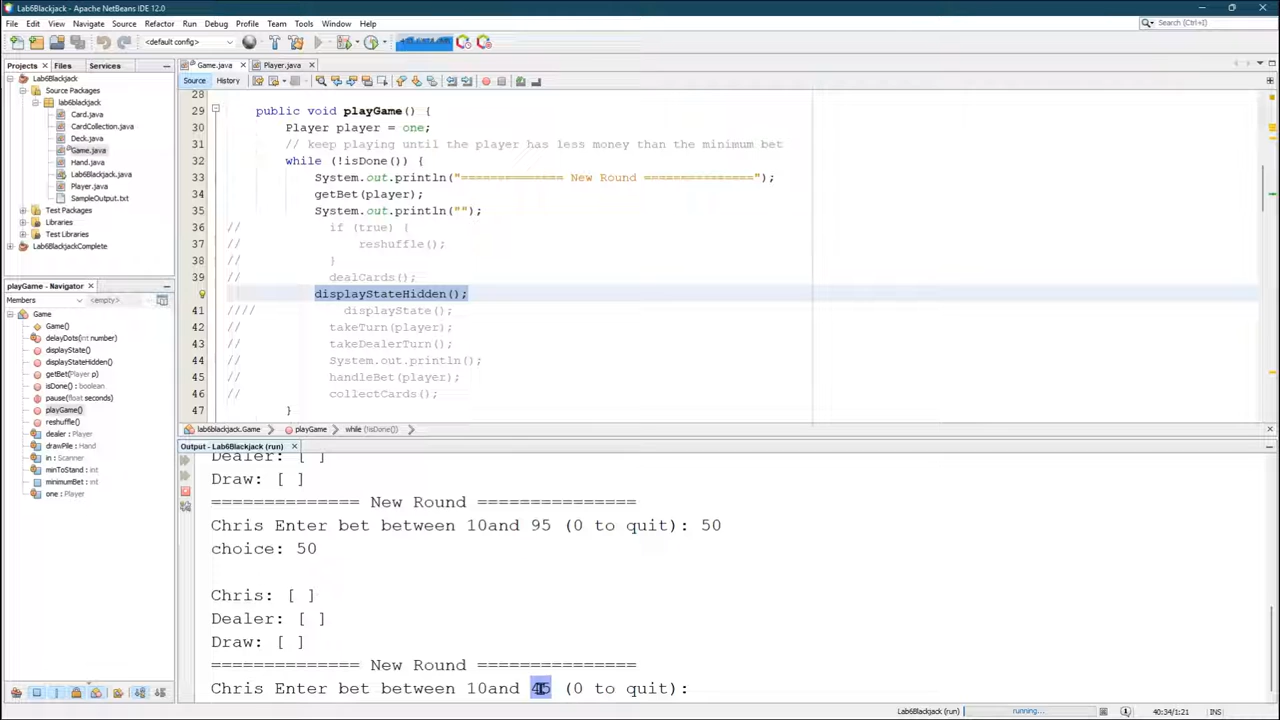 Lab6Blackjack - Apache NetBeans IDE 12.0
File Edit View Navigate Source Refactor Run Debug Profile Team Tools Window Help
Search (Ctrl+I)
<default config>
Projects Files Services
Lab6Blackjack
Source Packages
lab6blackjack
Card.java
CardCollection.java
Deck.java
Game.java
Hand.java
Lab6Blackjack.java
Player.java
SampleOutput.txt
Test Packages
Libraries
Test Libraries
Lab6BlackjackComplete
playGame - Navigator
Members <empty>
Game
Game()
delayDots(int number)
displayState()
displayStateHidden()
getBet(Player p)
isDone() : boolean
pause(float seconds)
playGame()
reshuffle()
dealer : Player
drawPile : Hand
in : Scanner
minToStand : int
minimumBet : int
one : Player
Game.java Player.java
Source History
28
29 public void playGame() {
30 Player player = one;
31 // keep playing until the player has less money than the minimum bet
32 while (!isDone()) {
33 System.out.println("============= New Round ===============");
34 getBet(player);
35 System.out.println("");
36 // if (true) {
37 // reshuffle();
38 // }
39 // dealCards();
displayStateHidden();
41 //// displayState();
42 // takeTurn(player);
43 // takeDealerTurn();
44 // System.out.println();
45 // handleBet(player);
46 // collectCards();
47 }
lab6blackjack.Game playGame while (!isDone())
Output - Lab6Blackjack (run)
Dealer: [ ]
Draw: [ ]
============== New Round ===============
Chris Enter bet between 10and 95 (0 to quit): 50
choice: 50
Chris: [ ]
Dealer: [ ]
Draw: [ ]
============== New Round ===============
Chris Enter bet between 10and 45 (0 to quit):
Lab6Blackjack (run) running... 40:34/1:21 INS